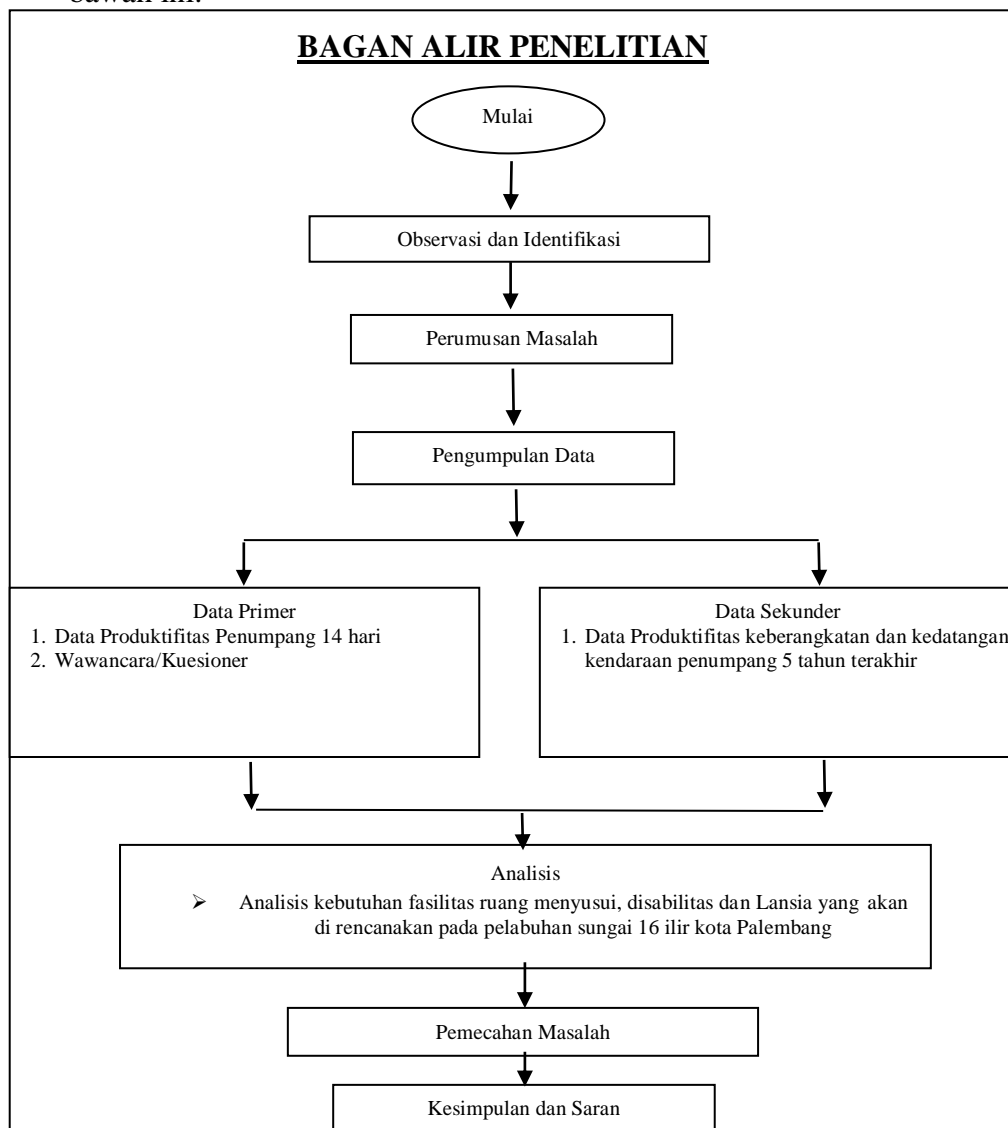 BAGAN ALIR PENELITIAN
Mulai
Observasi dan Identifikasi
Perumusan Masalah
Pengumpulan Data
Data Primer
1. Data Produktifitas Penumpang 14 hari
2. Wawancara/Kuesioner
Data Sekunder
1. Data Produktifitas keberangkatan dan kedatangan
kendaraan penumpang 5 tahun terakhir
Analisis
➢ Analisis kebutuhan fasilitas ruang menyusui, disabilitas dan Lansia yang akan
di rencanakan pada pelabuhan sungai 16 ilir kota Palembang
Pemecahan Masalah
Kesimpulan dan Saran